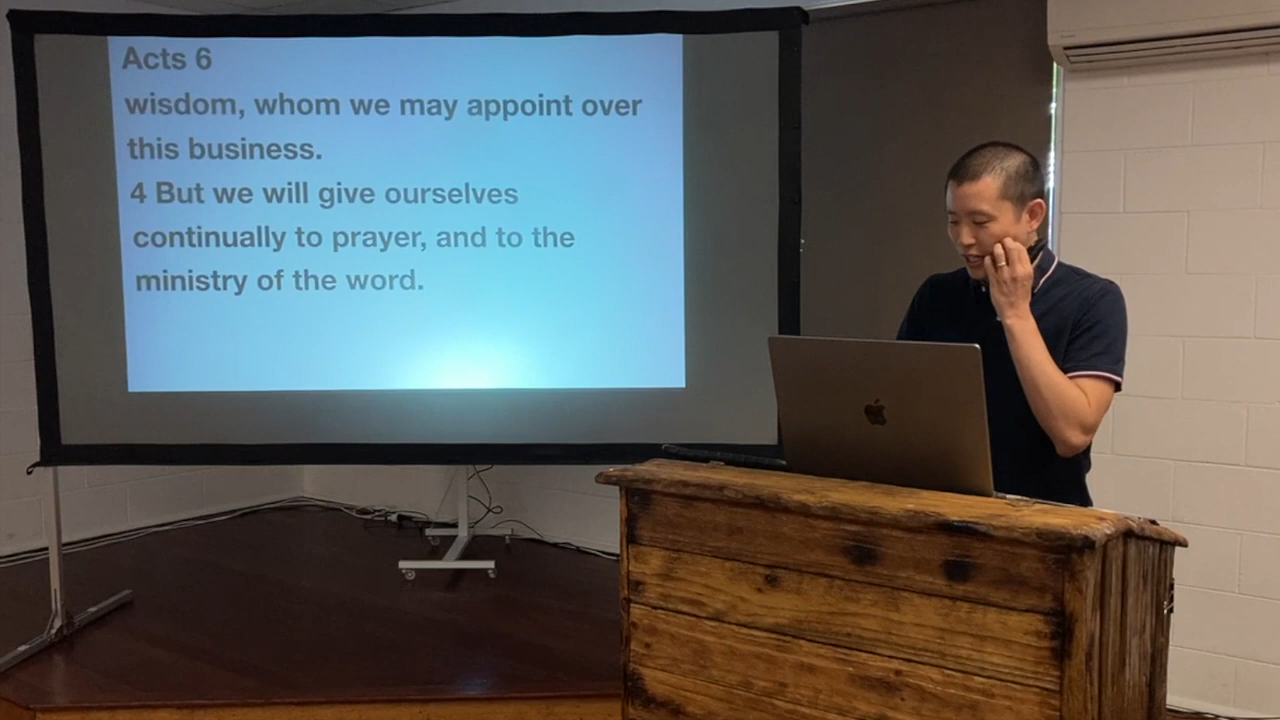 Acts 6
wisdom, whom we may appoint over
this business.
4 But we will give ourselves
continually to prayer, and to the
ministry of the word.